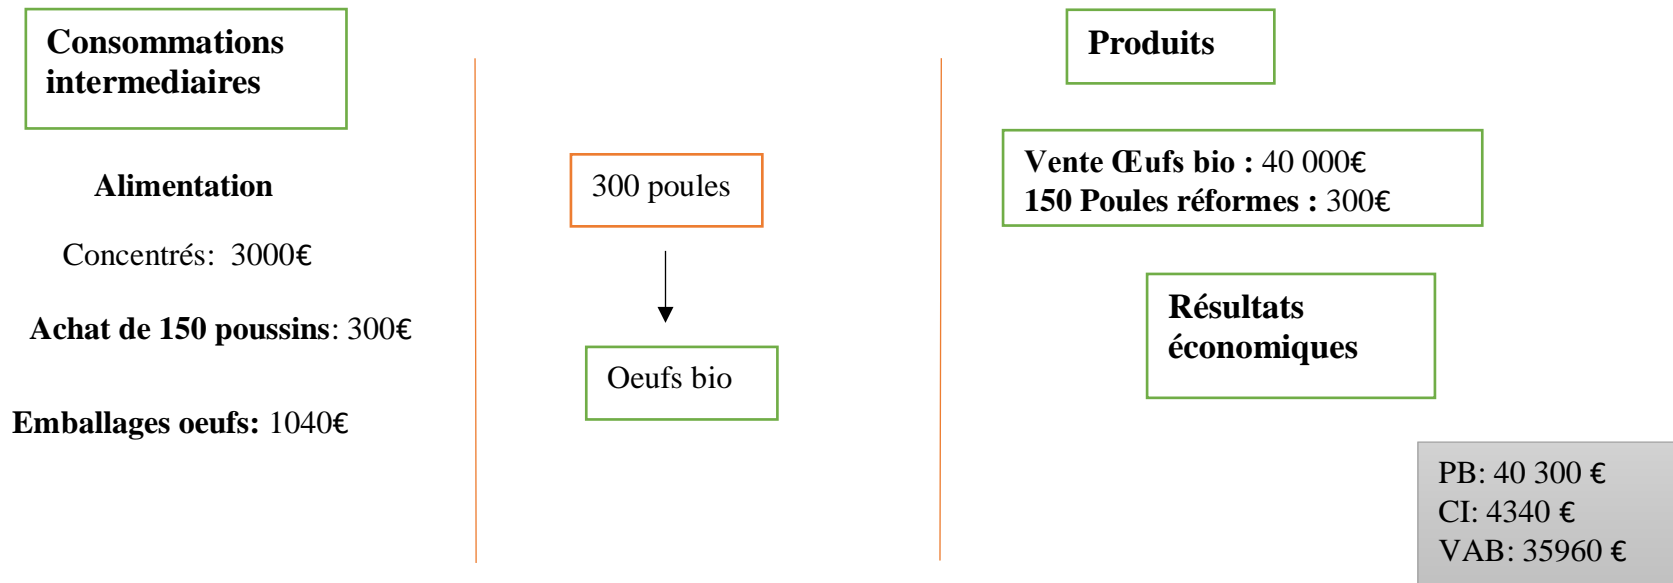 Consommations
intermediaires
Alimentation
Concentrés: 3000€
Achat de 150 poussins: 300€
Emballages oeufs: 1040€
300 poules
Oeufs bio
Produits
Vente Œufs bio : 40 000€
150 Poules réformes : 300€
Résultats
économiques
PB: 40 300 €
CI: 4340 €
VAB: 35960 €